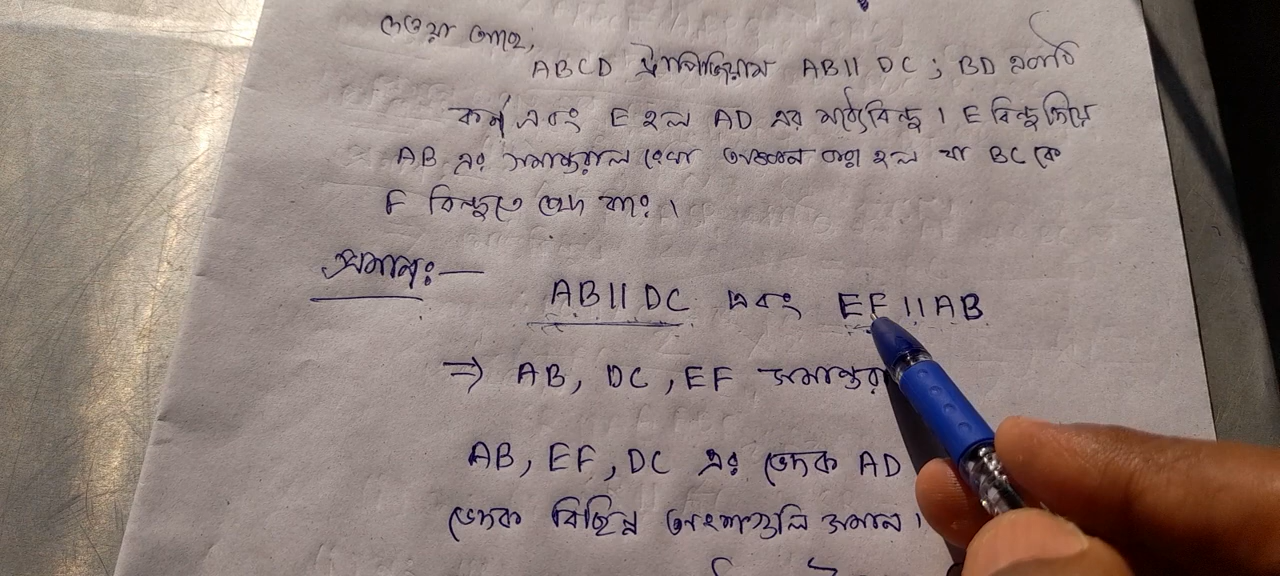 দেওয়া আছে,
ABCD ট্রাপিজিয়াম AB||DC ; BD একটি
কর্ণ এবং E হল AD এর মধ্যবিন্দু । E বিন্দু দিয়ে
AB এর সমান্তরাল রেখা অঙ্কন করা হল যা BC কে
F বিন্দুতে ছেদ করে ।
প্রমাণঃ—
AB||DC এবং EF||AB
⇒ AB, DC, EF
AB, EF, DC এর ভেদক AD
ভেদক বিচ্ছিন্ন অংশগুলি সমান ।